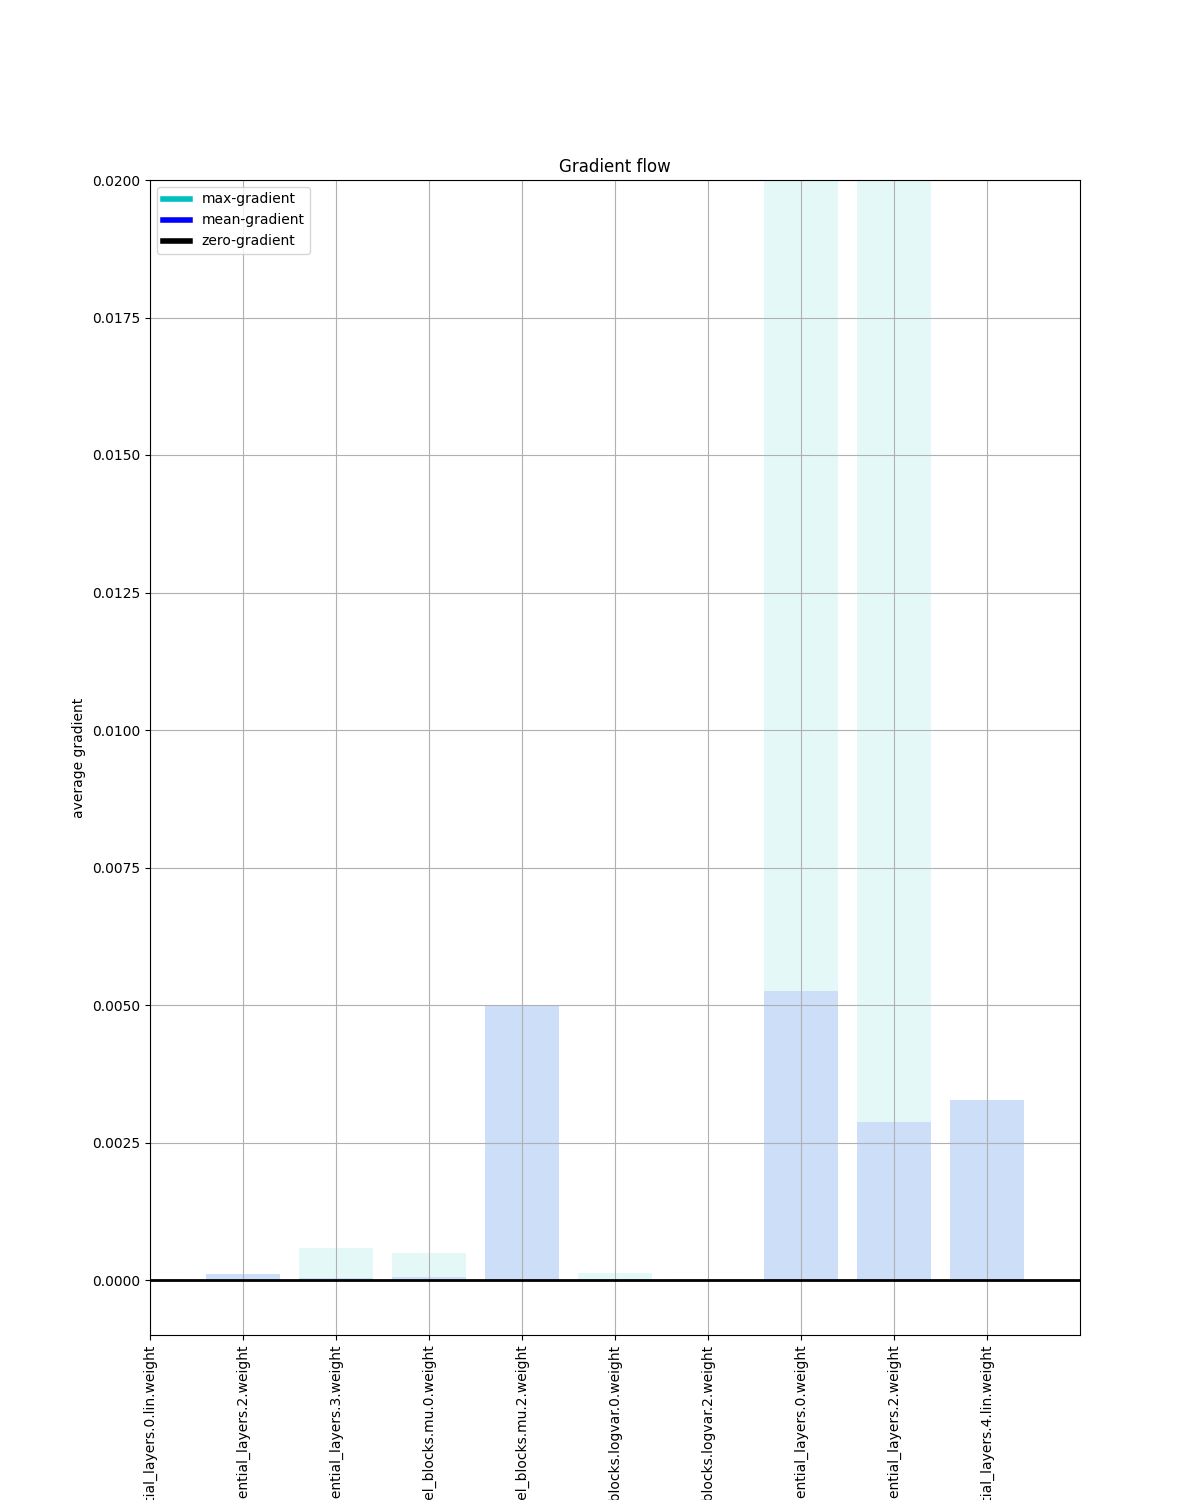 Gradient flow
max-gradient
mean-gradient
zero-gradient
0.0200
0.0175
0.0150
0.0125
0.0100
0.0075
0.0050
0.0025
0.0000
average gradient
tial_layers.0.lin.weight
ential_layers.2.weight
ential_layers.3.weight
el_blocks.mu.0.weight
el_blocks.mu.2.weight
blocks.logvar.0.weight
blocks.logvar.2.weight
ential_layers.0.weight
ential_layers.2.weight
tial_layers.4.lin.weight